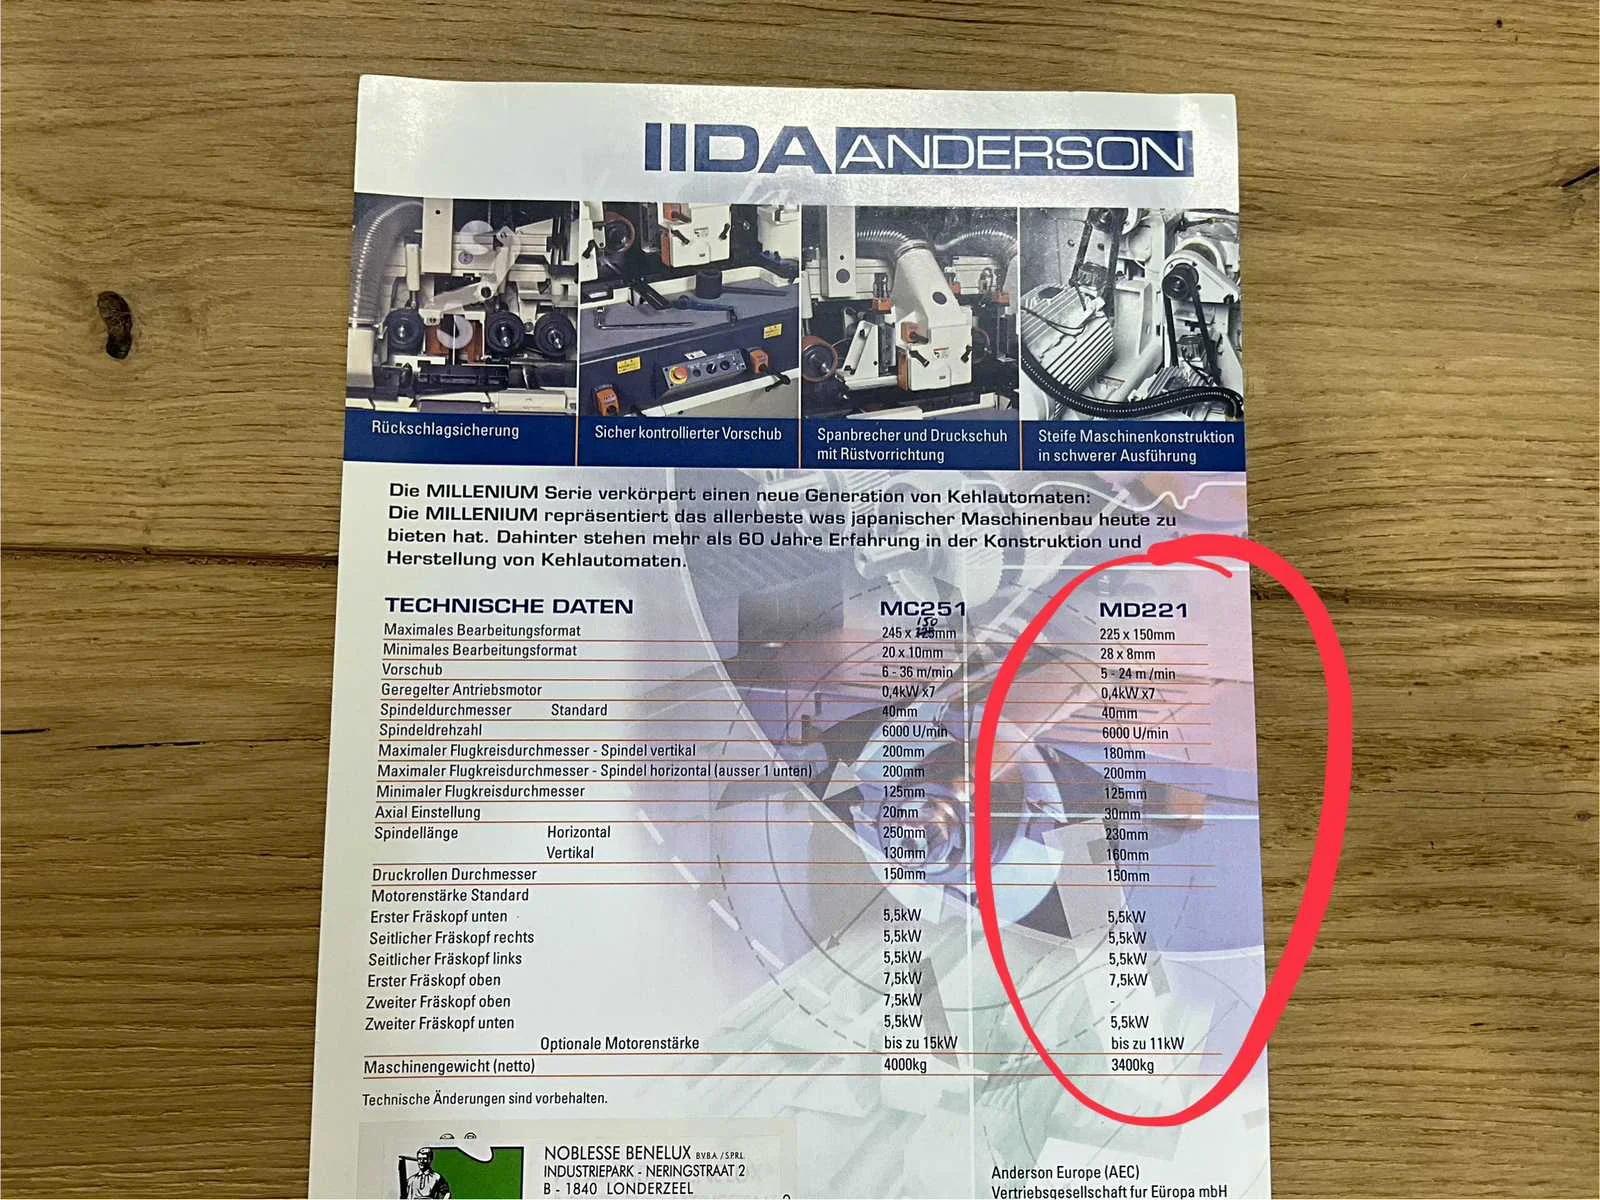 IIDA ANDERSON
Rückschlagsicherung
Sicher kontrollierter Vorschub
Spanbrecher und Druckschuh
mit Rüstvorrichtung
Steife Maschinenkonstruktion
in schwerer Ausführung
Die MILLENIUM Serie verkörpert einen neue Generation von Kehlautomaten:
Die MILLENIUM repräsentiert das allerbeste was japanischer Maschinenbau heute zu
bieten hat. Dahinter stehen mehr als 60 Jahre Erfahrung in der Konstruktion und
Herstellung von Kehlautomaten.
TECHNISCHE DATEN MC251 MD221
150
Maximales Bearbeitungsformat 245 x 125mm 225 x 150mm
Minimales Bearbeitungsformat 20 x 10mm 28 x 8mm
Vorschub 6 - 36 m/min 5 - 24 m/min
Geregelter Antriebsmotor 0,4kW x7 0,4kW x7
Spindeldurchmesser Standard 40mm 40mm
Spindeldrehzahl 6000 U/min 6000 U/min
Maximaler Flugkreisdurchmesser - Spindel vertikal 200mm 180mm
Maximaler Flugkreisdurchmesser - Spindel horizontal (ausser 1 unten) 200mm 200mm
Minimaler Flugkreisdurchmesser 125mm 125mm
Axial Einstellung 20mm 30mm
Spindellänge Horizontal 250mm 230mm
Vertikal 130mm 160mm
Druckrollen Durchmesser 150mm 150mm
Motorenstärke Standard
Erster Fräskopf unten 5,5kW 5,5kW
Seitlicher Fräskopf rechts 5,5kW 5,5kW
Seitlicher Fräskopf links 5,5kW 5,5kW
Erster Fräskopf oben 7,5kW 7,5kW
Zweiter Fräskopf oben 7,5kW -
Zweiter Fräskopf unten 5,5kW 5,5kW
Optionale Motorenstärke bis zu 15kW bis zu 11kW
Maschinengewicht (netto) 4000kg 3400kg
Technische Änderungen sind vorbehalten.
NOBLESSE BENELUX B.V.B.A. / S.P.R.L.
INDUSTRIEPARK - NERINGSTRAAT 2
B - 1840 LONDERZEEL
Anderson Europe (AEC)
Vertriebsgesellschaft fur Europa mbH